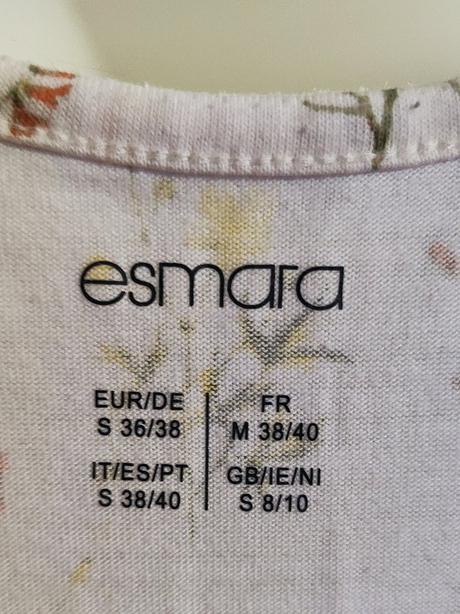 esmara
EUR/DE
S 36/38
FR
M 38/40
IT/ES/PT
S 38/40
GB/IE/NI
S 8/10